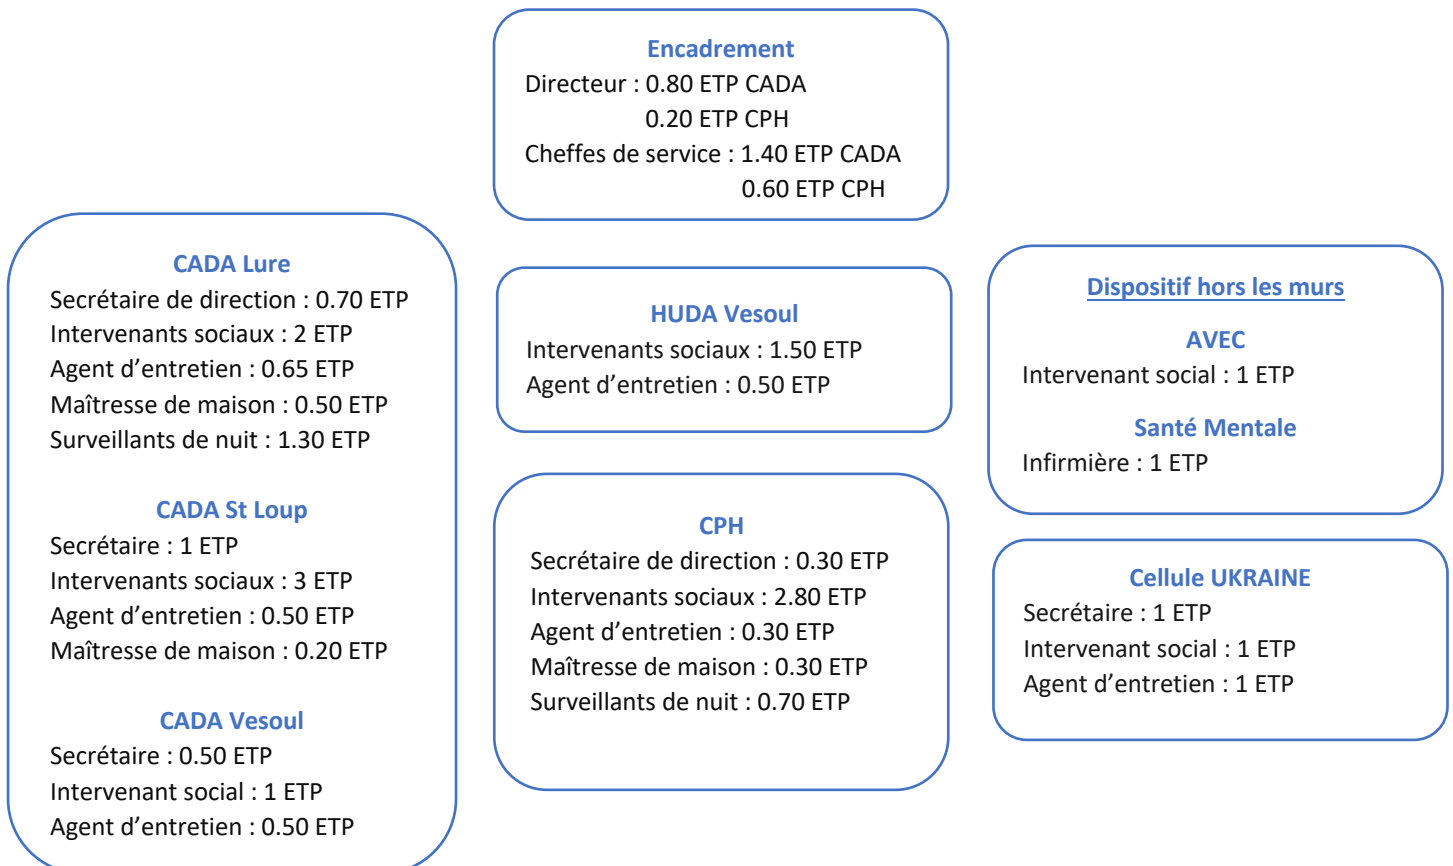 Encadrement
Directeur : 0.80 ETP CADA
0.20 ETP CPH
Cheffes de service : 1.40 ETP CADA
0.60 ETP CPH
CADA Lure
Secrétaire de direction : 0.70 ETP
Intervenants sociaux : 2 ETP
Agent d’entretien : 0.65 ETP
Maîtresse de maison : 0.50 ETP
Surveillants de nuit : 1.30 ETP
CADA St Loup
Secrétaire : 1 ETP
Intervenants sociaux : 3 ETP
Agent d’entretien : 0.50 ETP
Maîtresse de maison : 0.20 ETP
CADA Vesoul
Secrétaire : 0.50 ETP
Intervenant social : 1 ETP
Agent d’entretien : 0.50 ETP
HUDA Vesoul
Intervenants sociaux : 1.50 ETP
Agent d’entretien : 0.50 ETP
CPH
Secrétaire de direction : 0.30 ETP
Intervenants sociaux : 2.80 ETP
Agent d’entretien : 0.30 ETP
Maîtresse de maison : 0.30 ETP
Surveillants de nuit : 0.70 ETP
Dispositif hors les murs
AVEC
Intervenant social : 1 ETP
Santé Mentale
Infirmière : 1 ETP
Cellule UKRAINE
Secrétaire : 1 ETP
Intervenant social : 1 ETP
Agent d’entretien : 1 ETP